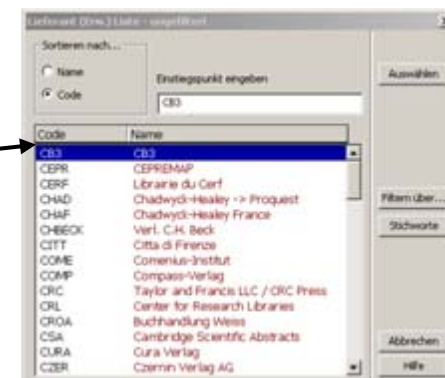 Lieferant (Erw.) Liste - ungefiltert
Sortieren nach...
Name
Code
Einstiegspunkt eingeben
CB3
Auswählen
Code Name
CB3 CB3
CEPR CEPREMAP
CERF Librairie du Cerf
CHAD Chadwyck-Healey -> Proquest
CHAF Chadwyck-Healey France
CHBECK Verl. C.H. Beck
CITT Citta di Firenze
COME Comenius-Institut
COMP Compass-Verlag
CRC Taylor and Francis LLC / CRC Press
CRL Center for Research Libraries
CROA Buchhandlung Weiss
CSA Cambridge Scientific Abstracts
CURA Cura Verlag
CZER Czernin Verlag AG
Filtern über...
Stichworte
Abbrechen
Hilfe